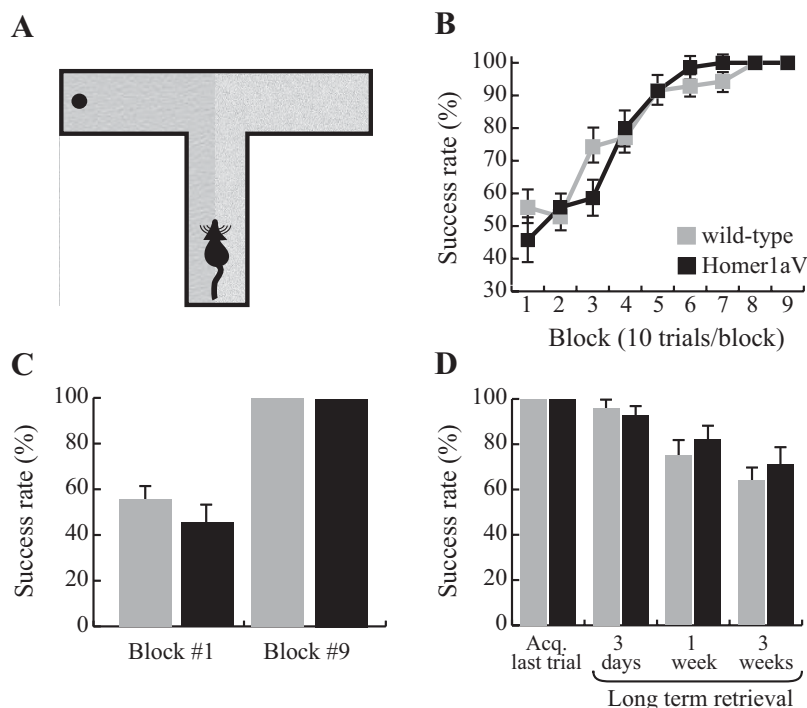 A
B
Success rate (%)
100
90
80
70
60
50
40
30
wild-type
Homer1aV
1 2 3 4 5 6 7 8 9
Block (10 trials/block)
C
Success rate (%)
100
80
60
40
20
0
Block #1 Block #9
D
Success rate (%)
100
80
60
40
20
0
Acq. 3 1 3
last trial days week weeks
Long term retrieval